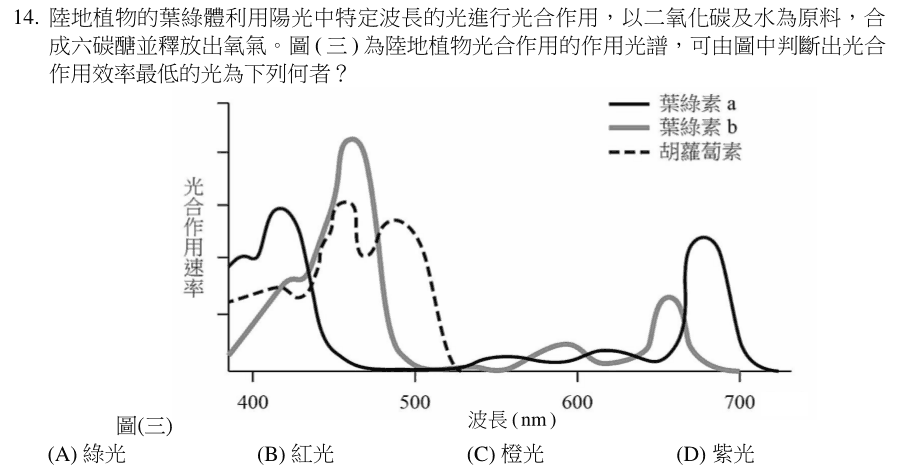 14. 陸地植物的葉綠體利用陽光中特定波長的光進行光合作用，以二氧化碳及水為原料，合
成六碳醣並釋放出氧氣。圖(三)為陸地植物光合作用的作用光譜，可由圖中判斷出光合
作用效率最低的光為下列何者？
葉綠素 a
葉綠素 b
胡蘿蔔素
光合作用速率
400 500 600 700
波長(nm)
圖(三)
(A) 綠光 (B) 紅光 (C) 橙光 (D) 紫光